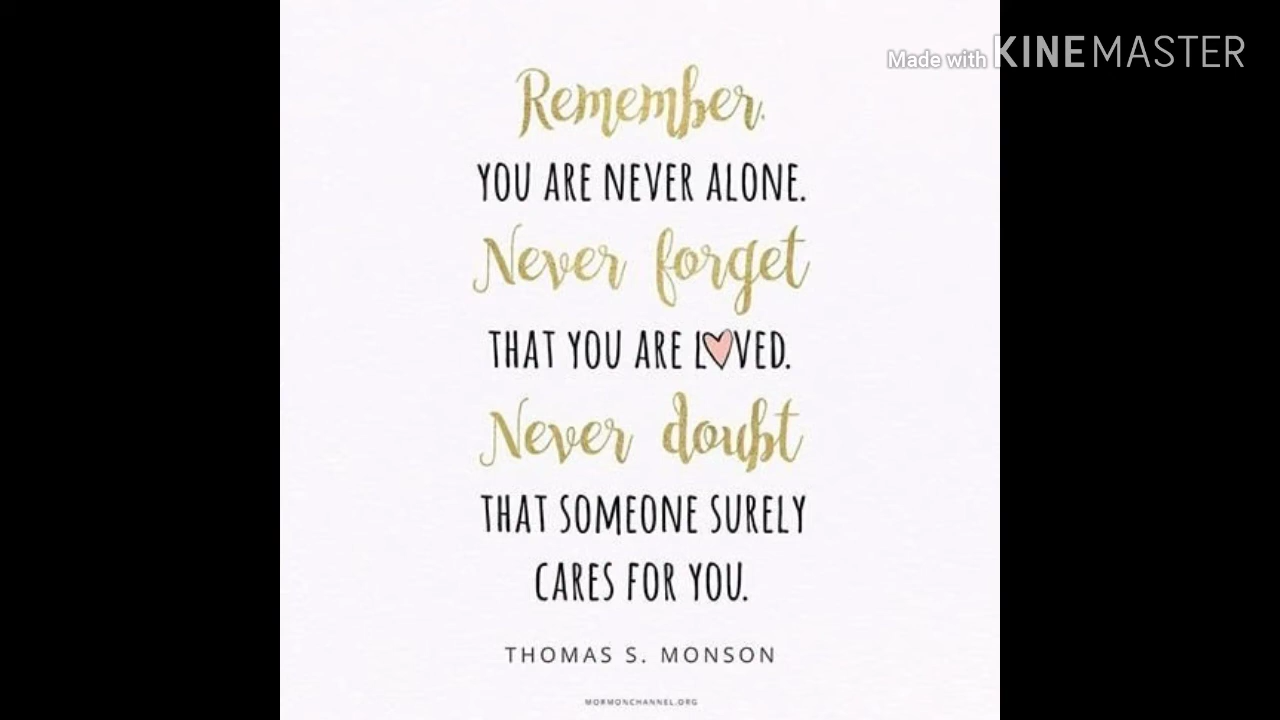 Made with KINEMASTER
Remember,
YOU ARE NEVER ALONE.
Never forget
THAT YOU ARE LOVED.
Never doubt
THAT SOMEONE SURELY
CARES FOR YOU.
THOMAS S. MONSON
MORMONCHANNEL.ORG